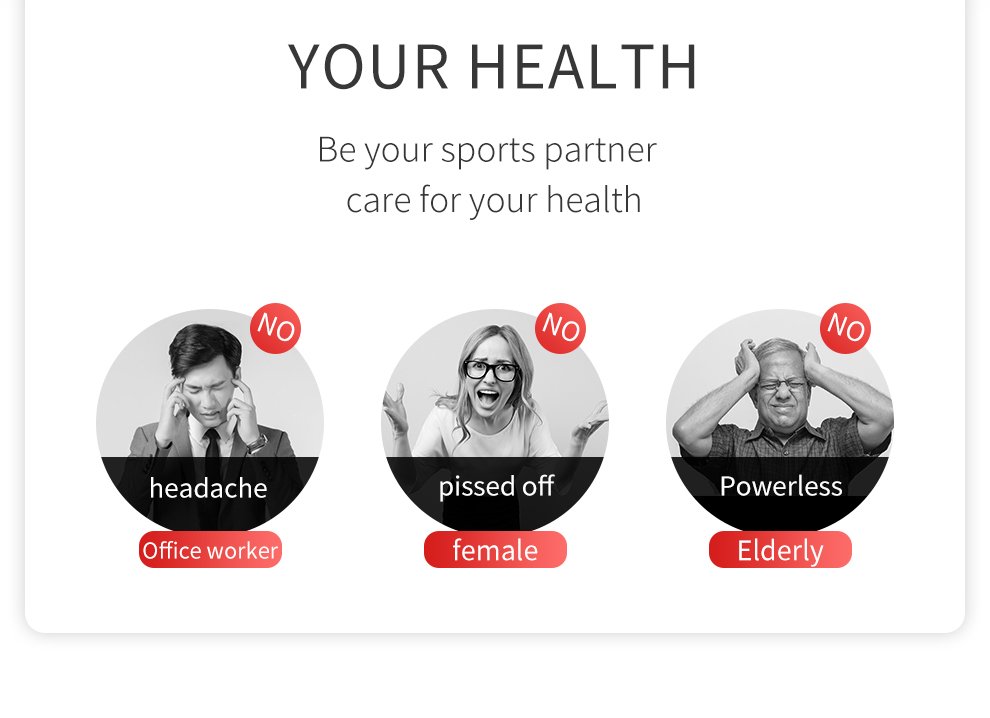 YOUR HEALTH
Be your sports partner
care for your health
NO
NO
NO
headache
pissed off
Powerless
Office worker
female
Elderly